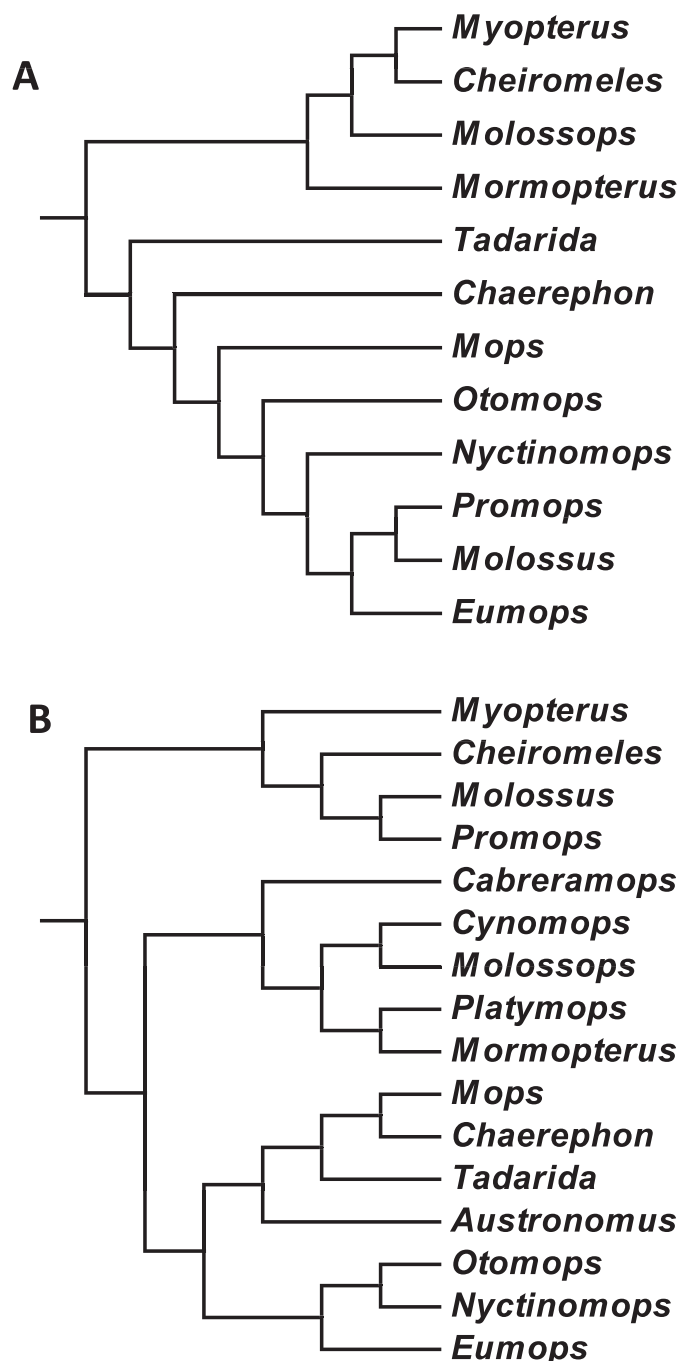 A
Myopterus
Cheiromeles
Molossops
Mormopterus
Tadarida
Chaerephon
Mops
Otomops
Nyctinomops
Promops
Molossus
Eumops
B
Myopterus
Cheiromeles
Molossus
Promops
Cabreramops
Cynomops
Molossops
Platymops
Mormopterus
Mops
Chaerephon
Tadarida
Austronomus
Otomops
Nyctinomops
Eumops